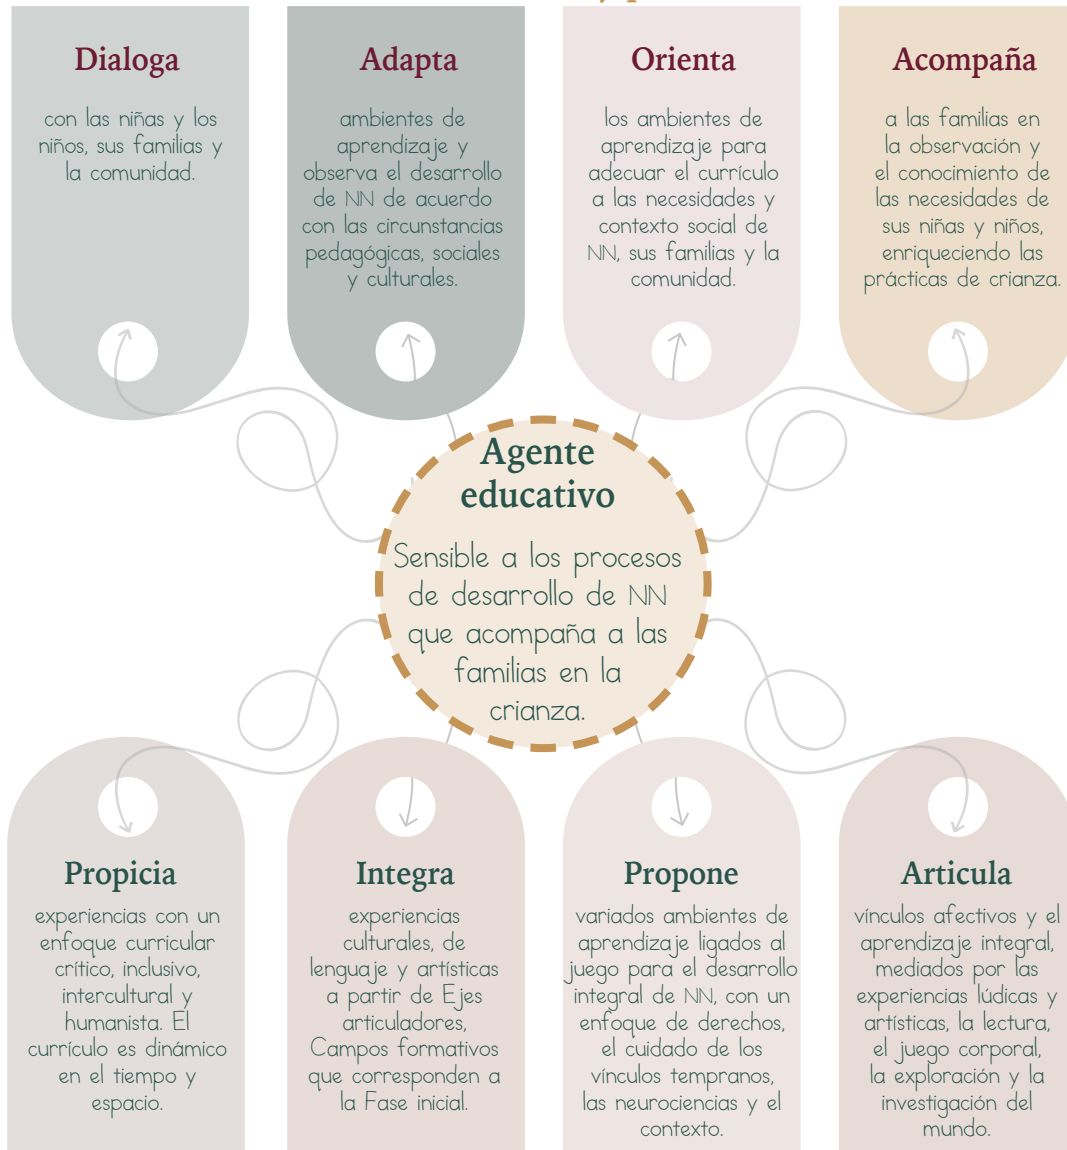 Dialoga
con las niñas y los
niños, sus familias y
la comunidad.
Adapta
ambientes de
aprendizaje y
observa el desarrollo
de NN de acuerdo
con las circunstancias
pedagógicas, sociales
y culturales.
Orienta
los ambientes de
aprendizaje para
adecuar el currículo
a las necesidades y
contexto social de
NN, sus familias y la
comunidad.
Acompaña
a las familias en
la observación y
el conocimiento de
las necesidades de
sus niñas y niños,
enriqueciendo las
prácticas de crianza.
Agente
educativo
Sensible a los procesos
de desarrollo de NN
que acompaña a las
familias en la
crianza.
Propicia
experiencias con un
enfoque curricular
crítico, inclusivo,
intercultural y
humanista. El
currículo es dinámico
en el tiempo y
espacio.
Integra
experiencias
culturales, de
lenguaje y artísticas
a partir de Ejes
articuladores,
Campos formativos
que corresponden a
la Fase inicial.
Propone
variados ambientes de
aprendizaje ligados al
juego para el desarrollo
integral de NN, con un
enfoque de derechos,
el cuidado de los
vínculos tempranos,
las neurociencias y el
contexto.
Articula
vínculos afectivos y el
aprendizaje integral,
mediados por las
experiencias lúdicas y
artísticas, la lectura,
el juego corporal,
la exploración y la
investigación del
mundo.